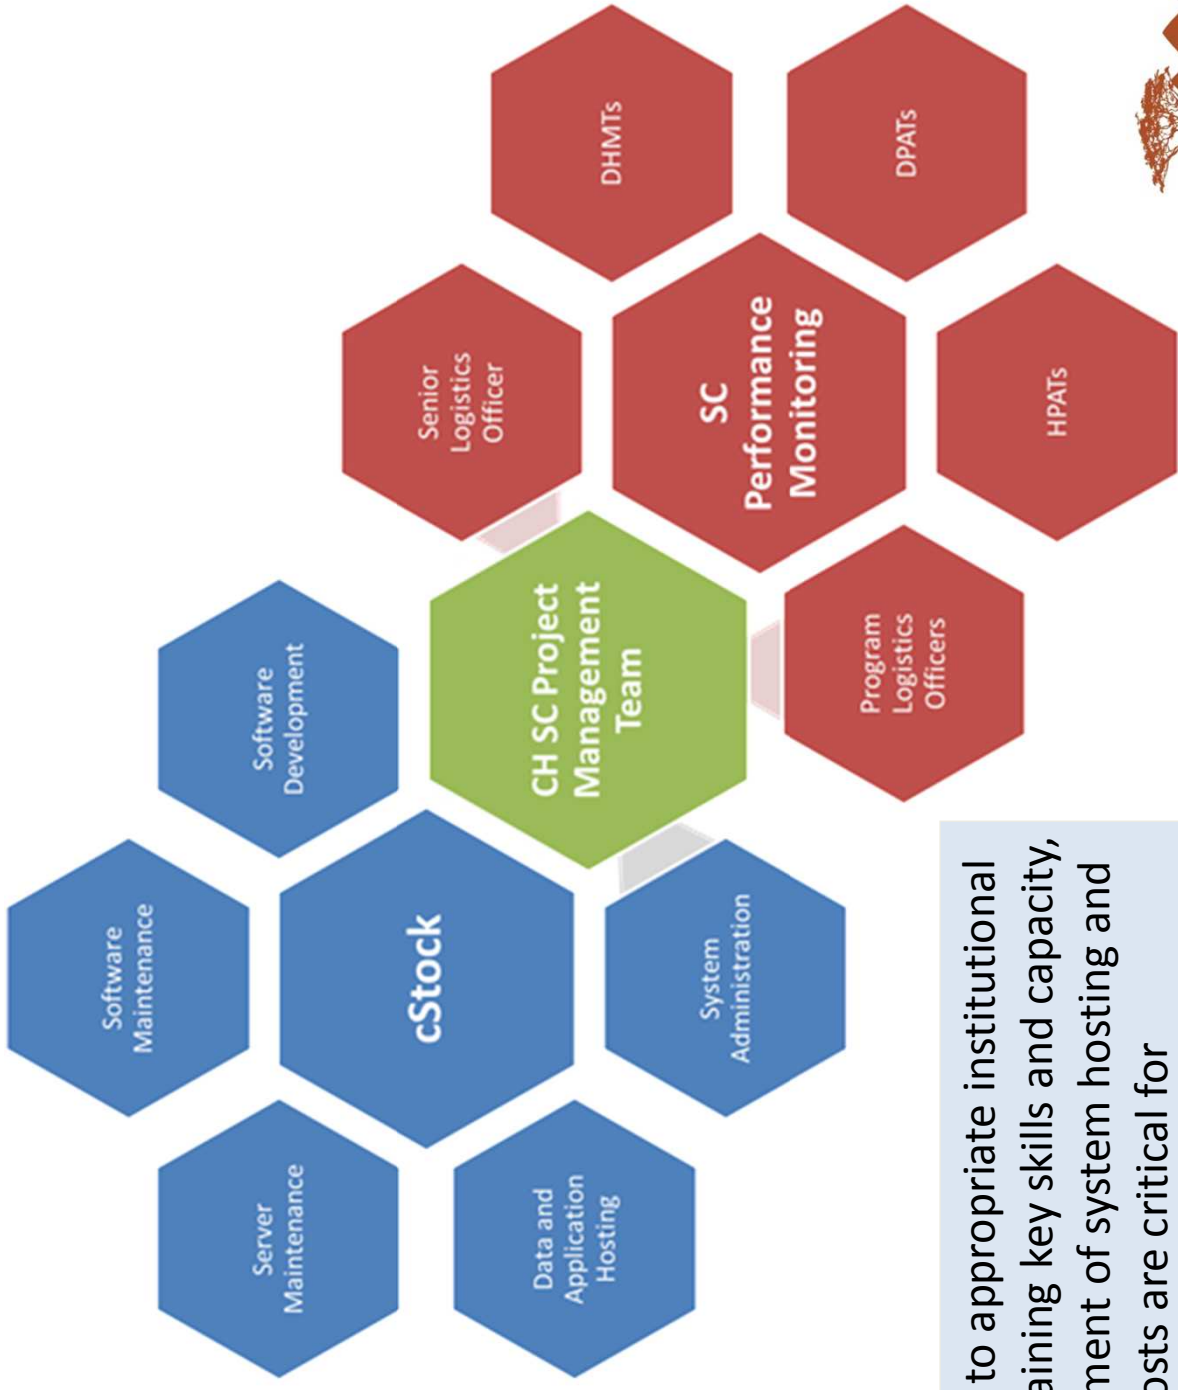 Software
Maintenance
Server
Maintenance
Software
Development
cStock
Data and
Application
Hosting
System
Administration
CH SC Project
Management
Team
Senior
Logistics
Officer
DHMTs
SC
Performance
Monitoring
Program
Logistics
Officers
DPATs
HPATs
to appropriate institutional
aining key skills and capacity,
ment of system hosting and
osts are critical for